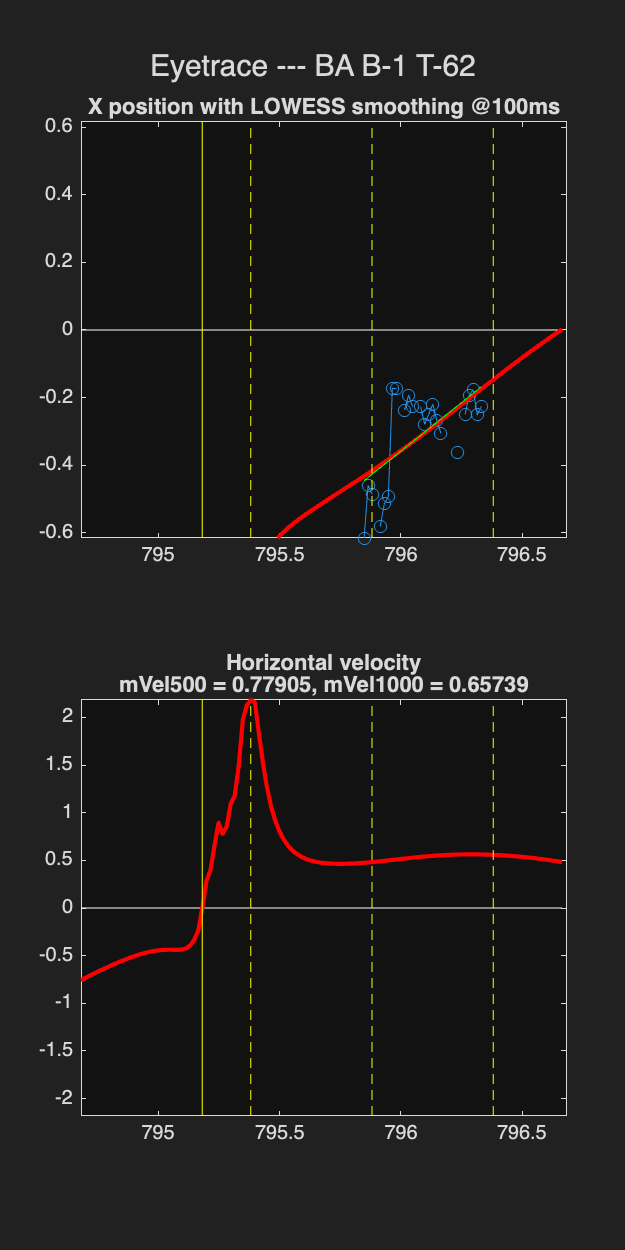 Eyetrace --- BA B-1 T-62
X position with LOWESS smoothing @100ms
0.6
0.4
0.2
0
-0.2
-0.4
-0.6
795 795.5 796 796.5
Horizontal velocity
mVel500 = 0.77905, mVel1000 = 0.65739
2
1.5
1
0.5
0
-0.5
-1
-1.5
-2
795 795.5 796 796.5